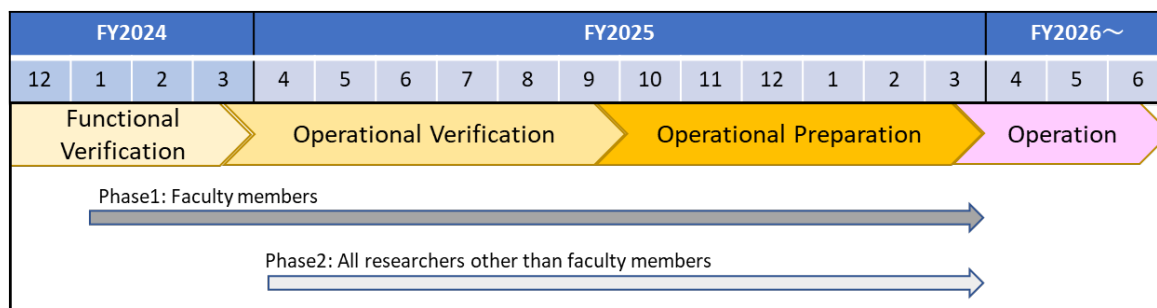 FY2024 FY2025 FY2026～
12 1 2 3 4 5 6 7 8 9 10 11 12 1 2 3 4 5 6
Functional
Verification
Operational Verification
Operational Preparation
Operation
Phase1: Faculty members
Phase2: All researchers other than faculty members